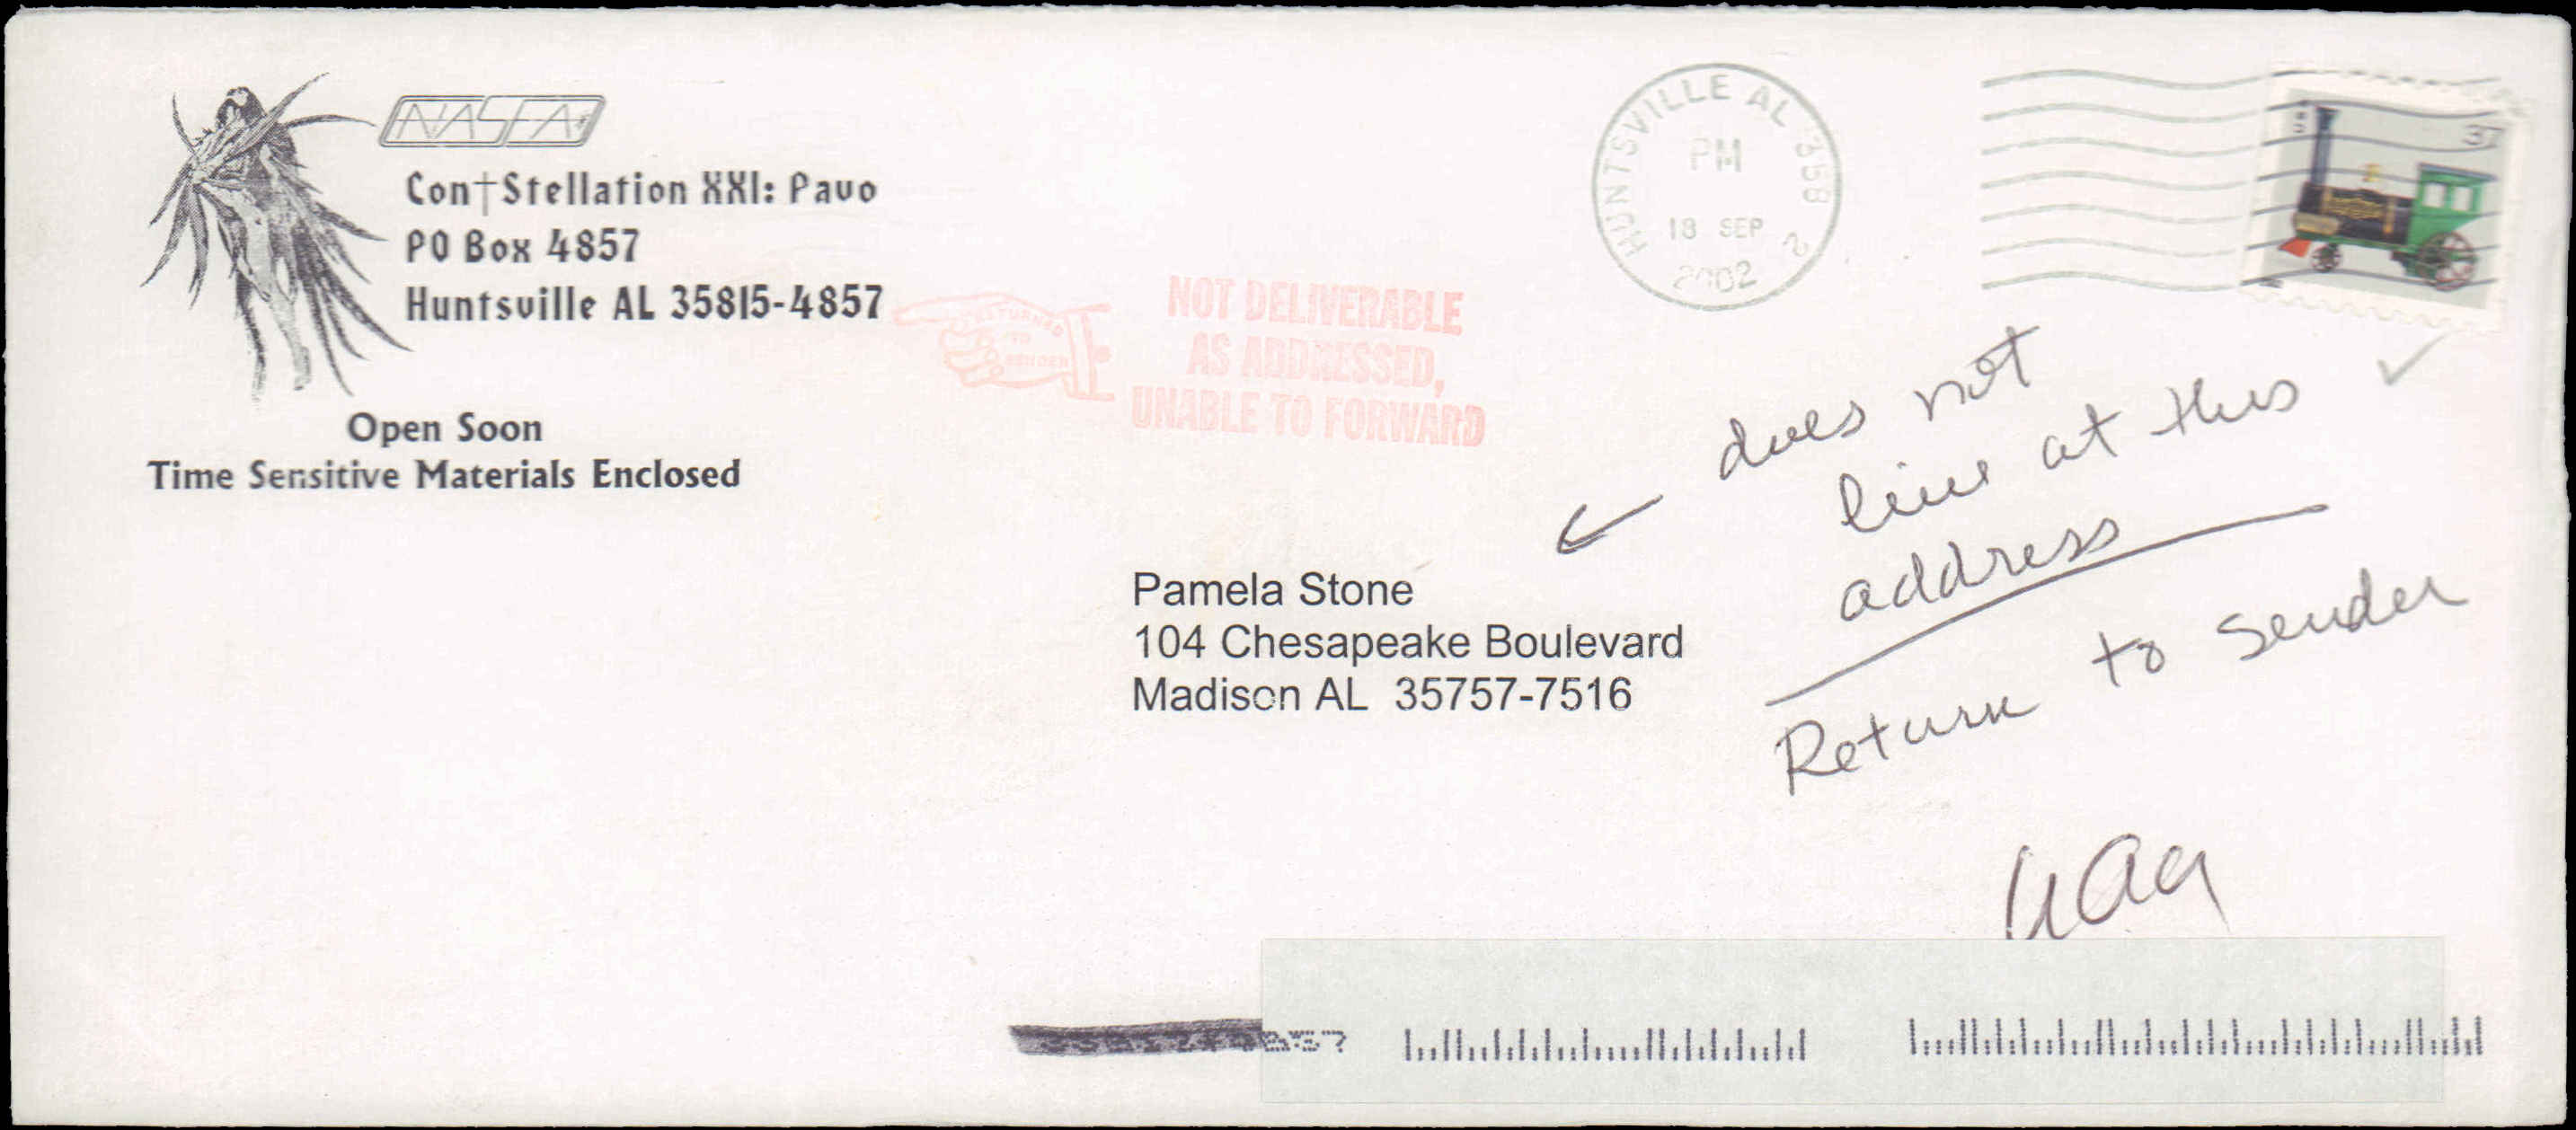 NASFA
Con†Stellation XXI: Pavo
PO Box 4857
Huntsville AL 35815-4857
Open Soon
Time Sensitive Materials Enclosed
RETURNED
TO
SENDER
NOT DELIVERABLE
AS ADDRESSED,
UNABLE TO FORWARD
HUNTSVILLE AL 358 2
PM
18 SEP
2002
USA
37
does not
live at this
address
Return to Sender
Pamela Stone
104 Chesapeake Boulevard
Madison AL 35757-7516